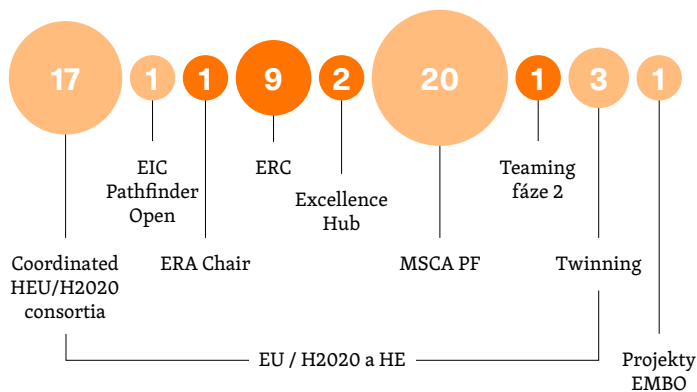 17
1
1
9
2
20
1
3
1
EIC
Pathfinder
Open
ERC
Excellence
Hub
Teaming
fáze 2
Coordinated
HEU/H2020
consortia
ERA Chair
MSCA PF
Twinning
EU / H2020 a HE
Projekty
EMBO